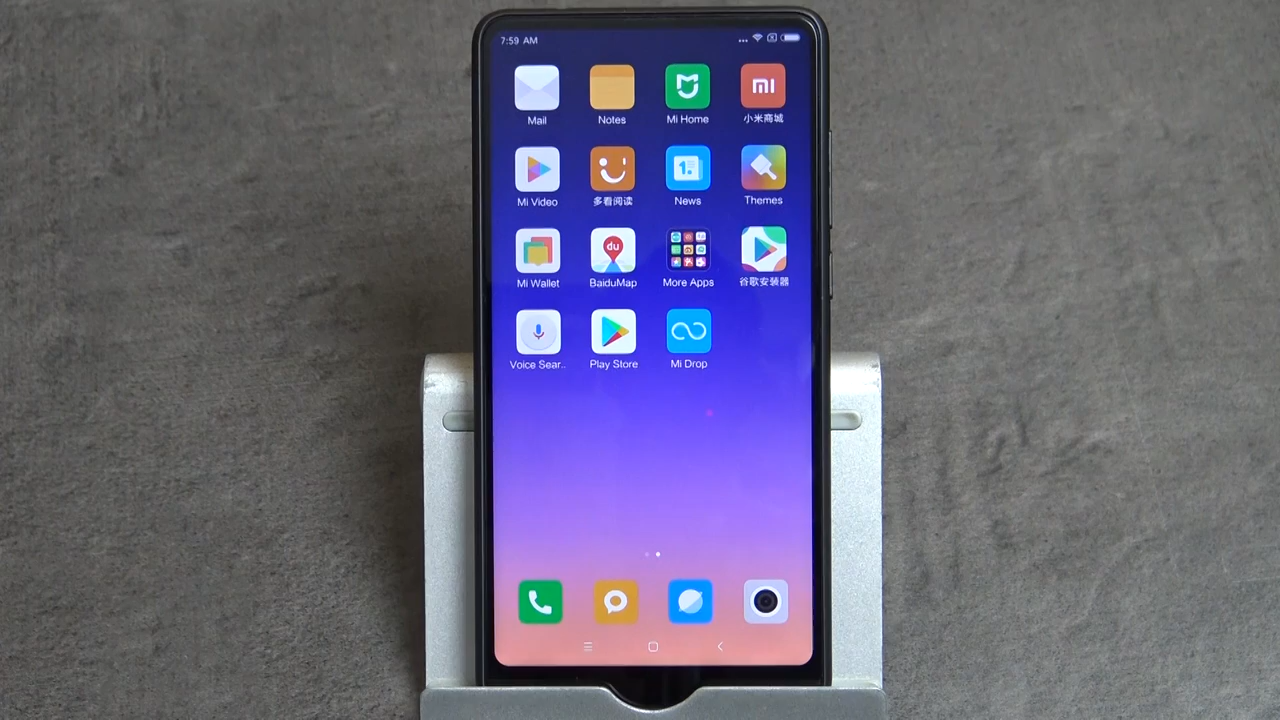 7:59 AM
Mail
Notes
Mi Home
mi
小米商城
Mi Video
多看阅读
1.
News
Themes
Mi Wallet
du
BaiduMap
More Apps
谷歌安装器
Voice Sear..
Play Store
Mi Drop